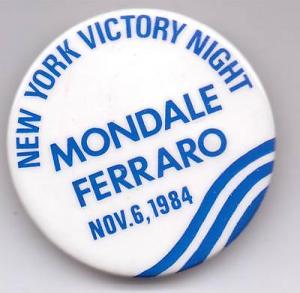 NEW YORK VICTORY NIGHT
MONDALE
FERRARO
NOV.6,1984